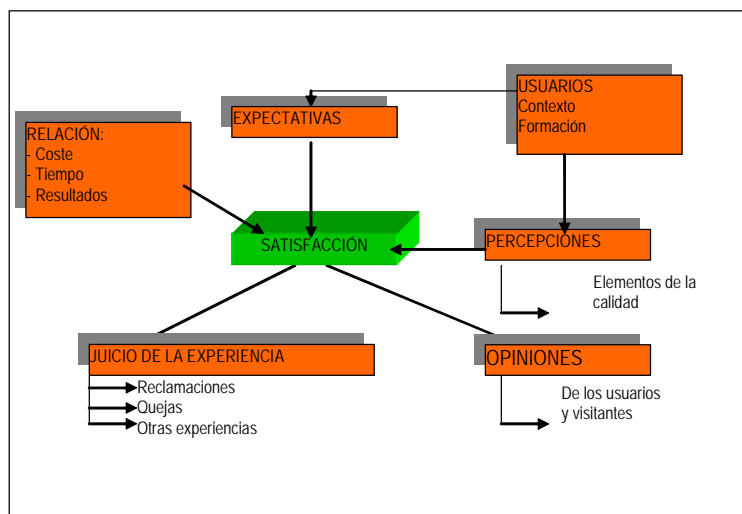 USUARIOS
Contexto
Formación
EXPECTATIVAS
RELACIÓN:
- Coste
- Tiempo
- Resultados
SATISFACCIÓN
PERCEPCIONES
Elementos de la
calidad
JUICIO DE LA EXPERIENCIA
Reclamaciones
Quejas
Otras experiencias
OPINIONES
De los usuarios
y visitantes